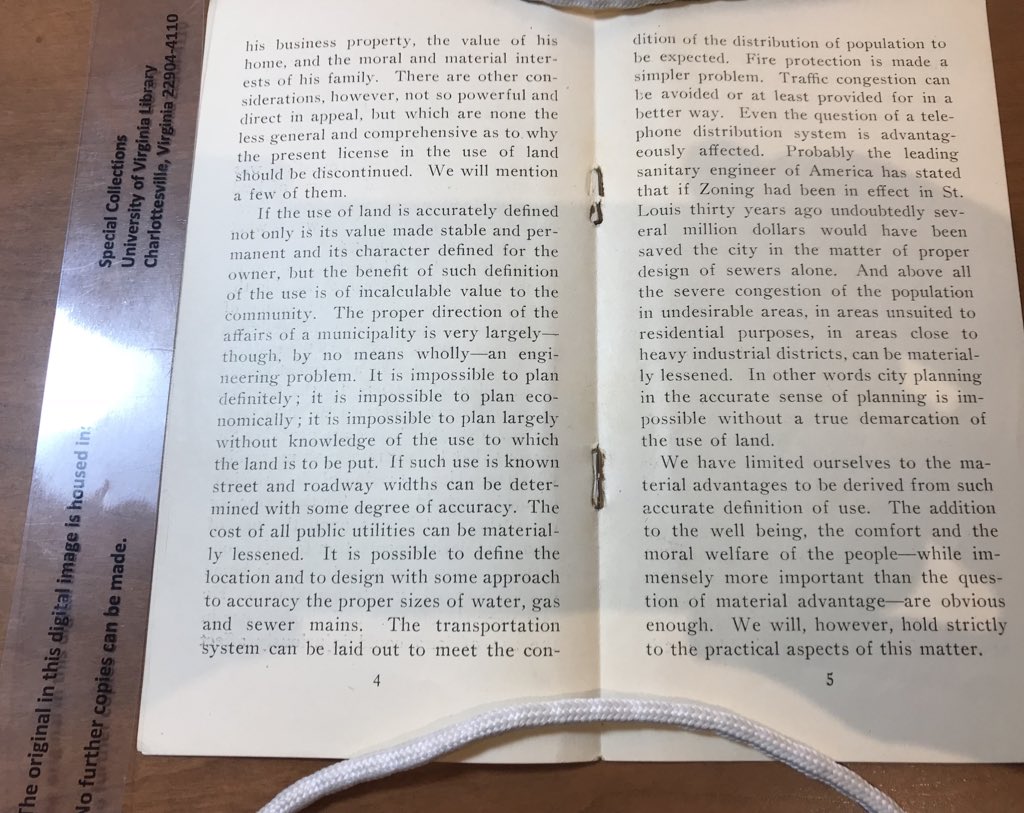 Special Collections
University of Virginia Library
Charlottesville, Virginia 22904-4110
The original in this digital image is housed in:
No further copies can be made.
his business property, the value of his
home, and the moral and material inter-
ests of his family. There are other con-
siderations, however, not so powerful and
direct in appeal, but which are none the
less general and comprehensive as to why
the present license in the use of land
should be discontinued. We will mention
a few of them.
If the use of land is accurately defined
not only is its value made stable and per-
manent and its character defined for the
owner, but the benefit of such definition
of the use is of incalculable value to the
community. The proper direction of the
affairs of a municipality is very largely—
though, by no means wholly—an engi-
neering problem. It is impossible to plan
definitely; it is impossible to plan eco-
nomically; it is impossible to plan largely
without knowledge of the use to which
the land is to be put. If such use is known
street and roadway widths can be deter-
mined with some degree of accuracy. The
cost of all public utilities can be material-
ly lessened. It is possible to define the
location and to design with some approach
to accuracy the proper sizes of water, gas
and sewer mains. The transportation
system can be laid out to meet the con-
4
dition of the distribution of population to
be expected. Fire protection is made a
simpler problem. Traffic congestion can
be avoided or at least provided for in a
better way. Even the question of a tele-
phone distribution system is advantag-
eously affected. Probably the leading
sanitary engineer of America has stated
that if Zoning had been in effect in St.
Louis thirty years ago undoubtedly sev-
eral million dollars would have been
saved the city in the matter of proper
design of sewers alone. And above all
the severe congestion of the population
in undesirable areas, in areas unsuited to
residential purposes, in areas close to
heavy industrial districts, can be material-
ly lessened. In other words city planning
in the accurate sense of planning is im-
possible without a true demarcation of
the use of land.
We have limited ourselves to the ma-
terial advantages to be derived from such
accurate definition of use. The addition
to the well being, the comfort and the
moral welfare of the people—while im-
mensely more important than the ques-
tion of material advantage—are obvious
enough. We will, however, hold strictly
to the practical aspects of this matter.
5